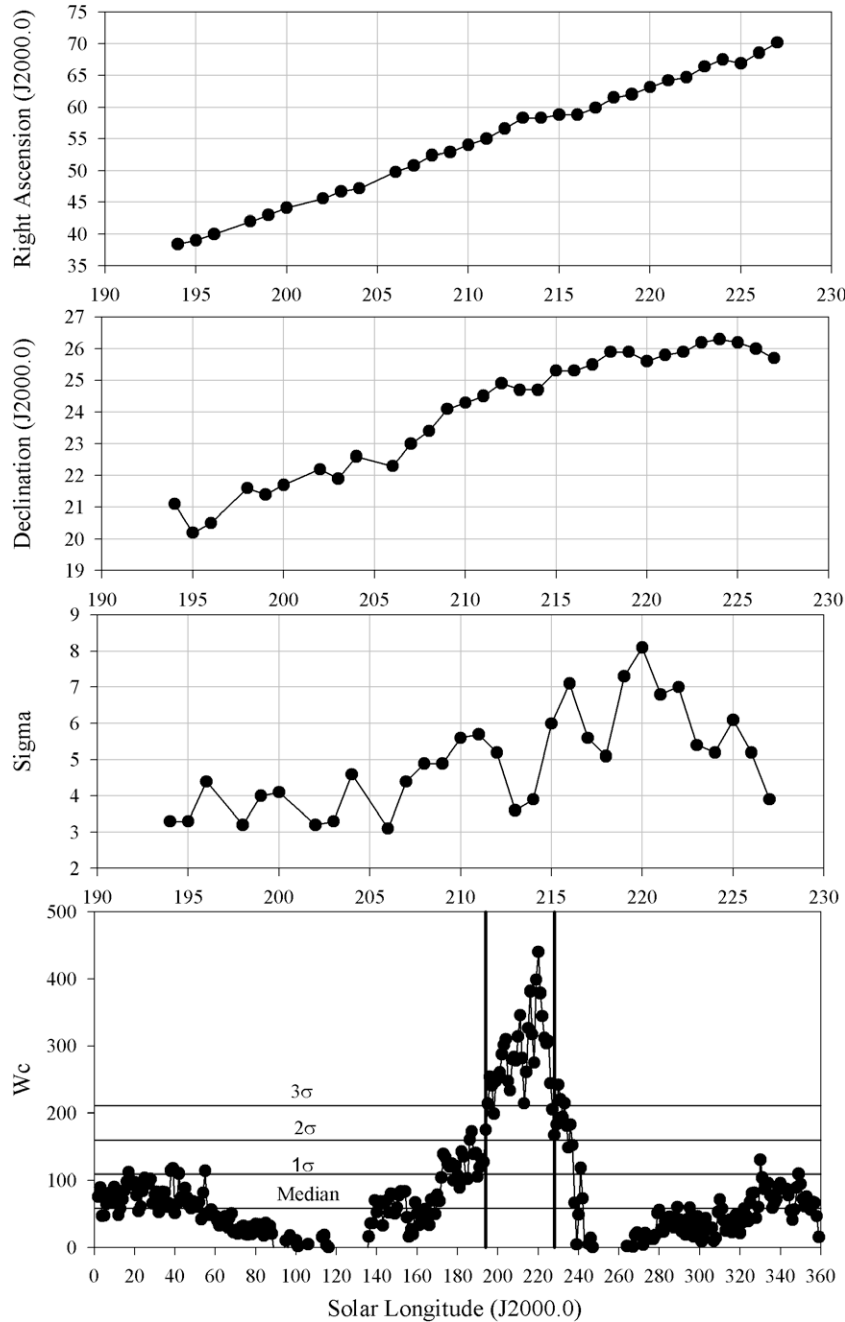 Right Ascension (J2000.0)
75
70
65
60
55
50
45
40
35
190 195 200 205 210 215 220 225 230
Declination (J2000.0)
27
26
25
24
23
22
21
20
19
190 195 200 205 210 215 220 225 230
Sigma
9
8
7
6
5
4
3
2
190 195 200 205 210 215 220 225 230
Wc
500
400
300
200
100
0
3σ
2σ
1σ
Median
0 20 40 60 80 100 120 140 160 180 200 220 240 260 280 300 320 340 360
Solar Longitude (J2000.0)